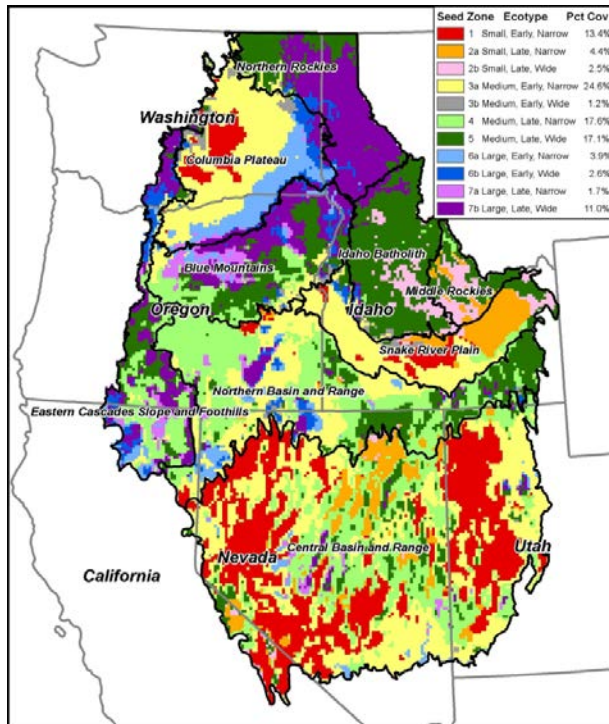 Seed Zone Ecotype Pct Cov
1 Small, Early, Narrow 13.4%
2a Small, Late, Narrow 4.4%
2b Small, Late, Wide 2.5%
3a Medium, Early, Narrow 24.6%
3b Medium, Early, Wide 1.2%
4 Medium, Late, Narrow 17.6%
5 Medium, Late, Wide 17.1%
6a Large, Early, Narrow 3.9%
6b Large, Early, Wide 2.6%
7a Large, Late, Narrow 1.7%
7b Large, Late, Wide 11.0%
Northern Rockies
Washington
Columbia Plateau
Blue Mountains
Idaho Batholith
Middle Rockies
Oregon
Idaho
Snake River Plain
Northern Basin and Range
Eastern Cascades Slope and Foothills
Nevada
Central Basin and Range
Utah
California